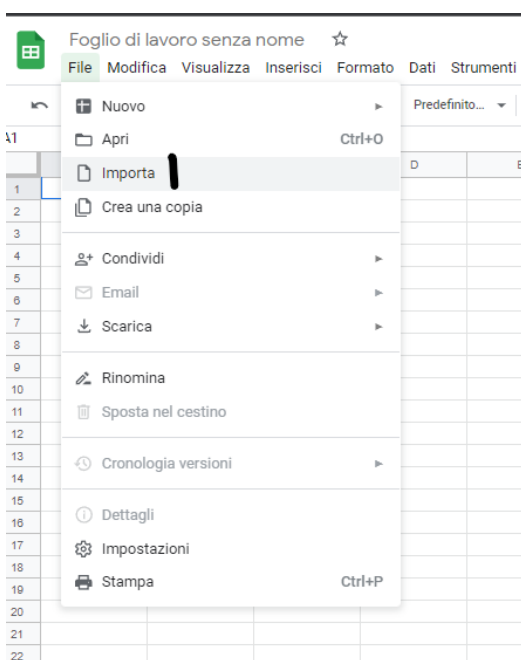 Foglio di lavoro senza nome
File Modifica Visualizza Inserisci Formato Dati Strumenti
Nuovo Predefinito...
A1 Apri Ctrl+O
Importa D
1
Crea una copia
2
3
4 Condividi
5
6 Email
7 Scarica
8
9
Rinomina
10
11 Sposta nel cestino
12
13 Cronologia versioni
14
15
Dettagli
16
17 Impostazioni
18
19 Stampa Ctrl+P
20
21
22